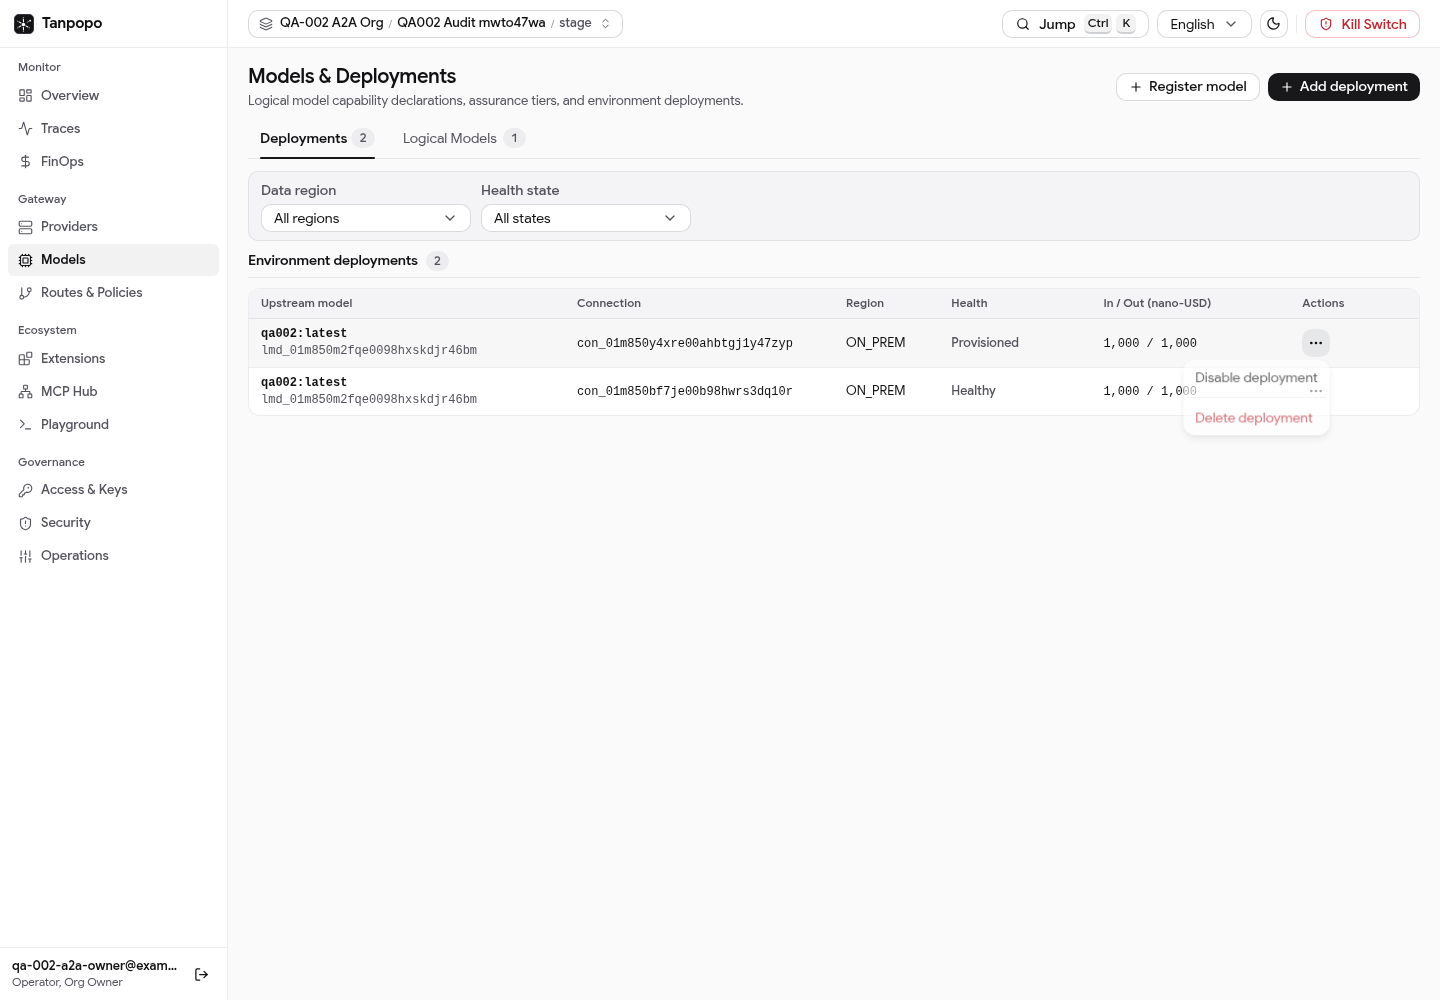 Tanpopo
QA-002 A2A Org / QA002 Audit mwto47wa / stage
Jump Ctrl K
English
Kill Switch
Monitor
Overview
Traces
FinOps
Gateway
Providers
Models
Routes & Policies
Ecosystem
Extensions
MCP Hub
Playground
Governance
Access & Keys
Security
Operations
qa-002-a2a-owner@exam...
Operator, Org Owner
Models & Deployments
Logical model capability declarations, assurance tiers, and environment deployments.
+ Register model
+ Add deployment
Deployments 2
Logical Models 1
Data region
All regions
Health state
All states
Environment deployments 2
Upstream model Connection Region Health In / Out (nano-USD) Actions
qa002:latest
lmd_01m850m2fqe0098hxskdjr46bm
con_01m850y4xre00ahbtgj1y47zyp ON_PREM Provisioned 1,000 / 1,000
qa002:latest
lmd_01m850m2fqe0098hxskdjr46bm
con_01m850bf7je00b98hwrs3dq10r ON_PREM Healthy 1,000 / 1,000
Disable deployment
Delete deployment